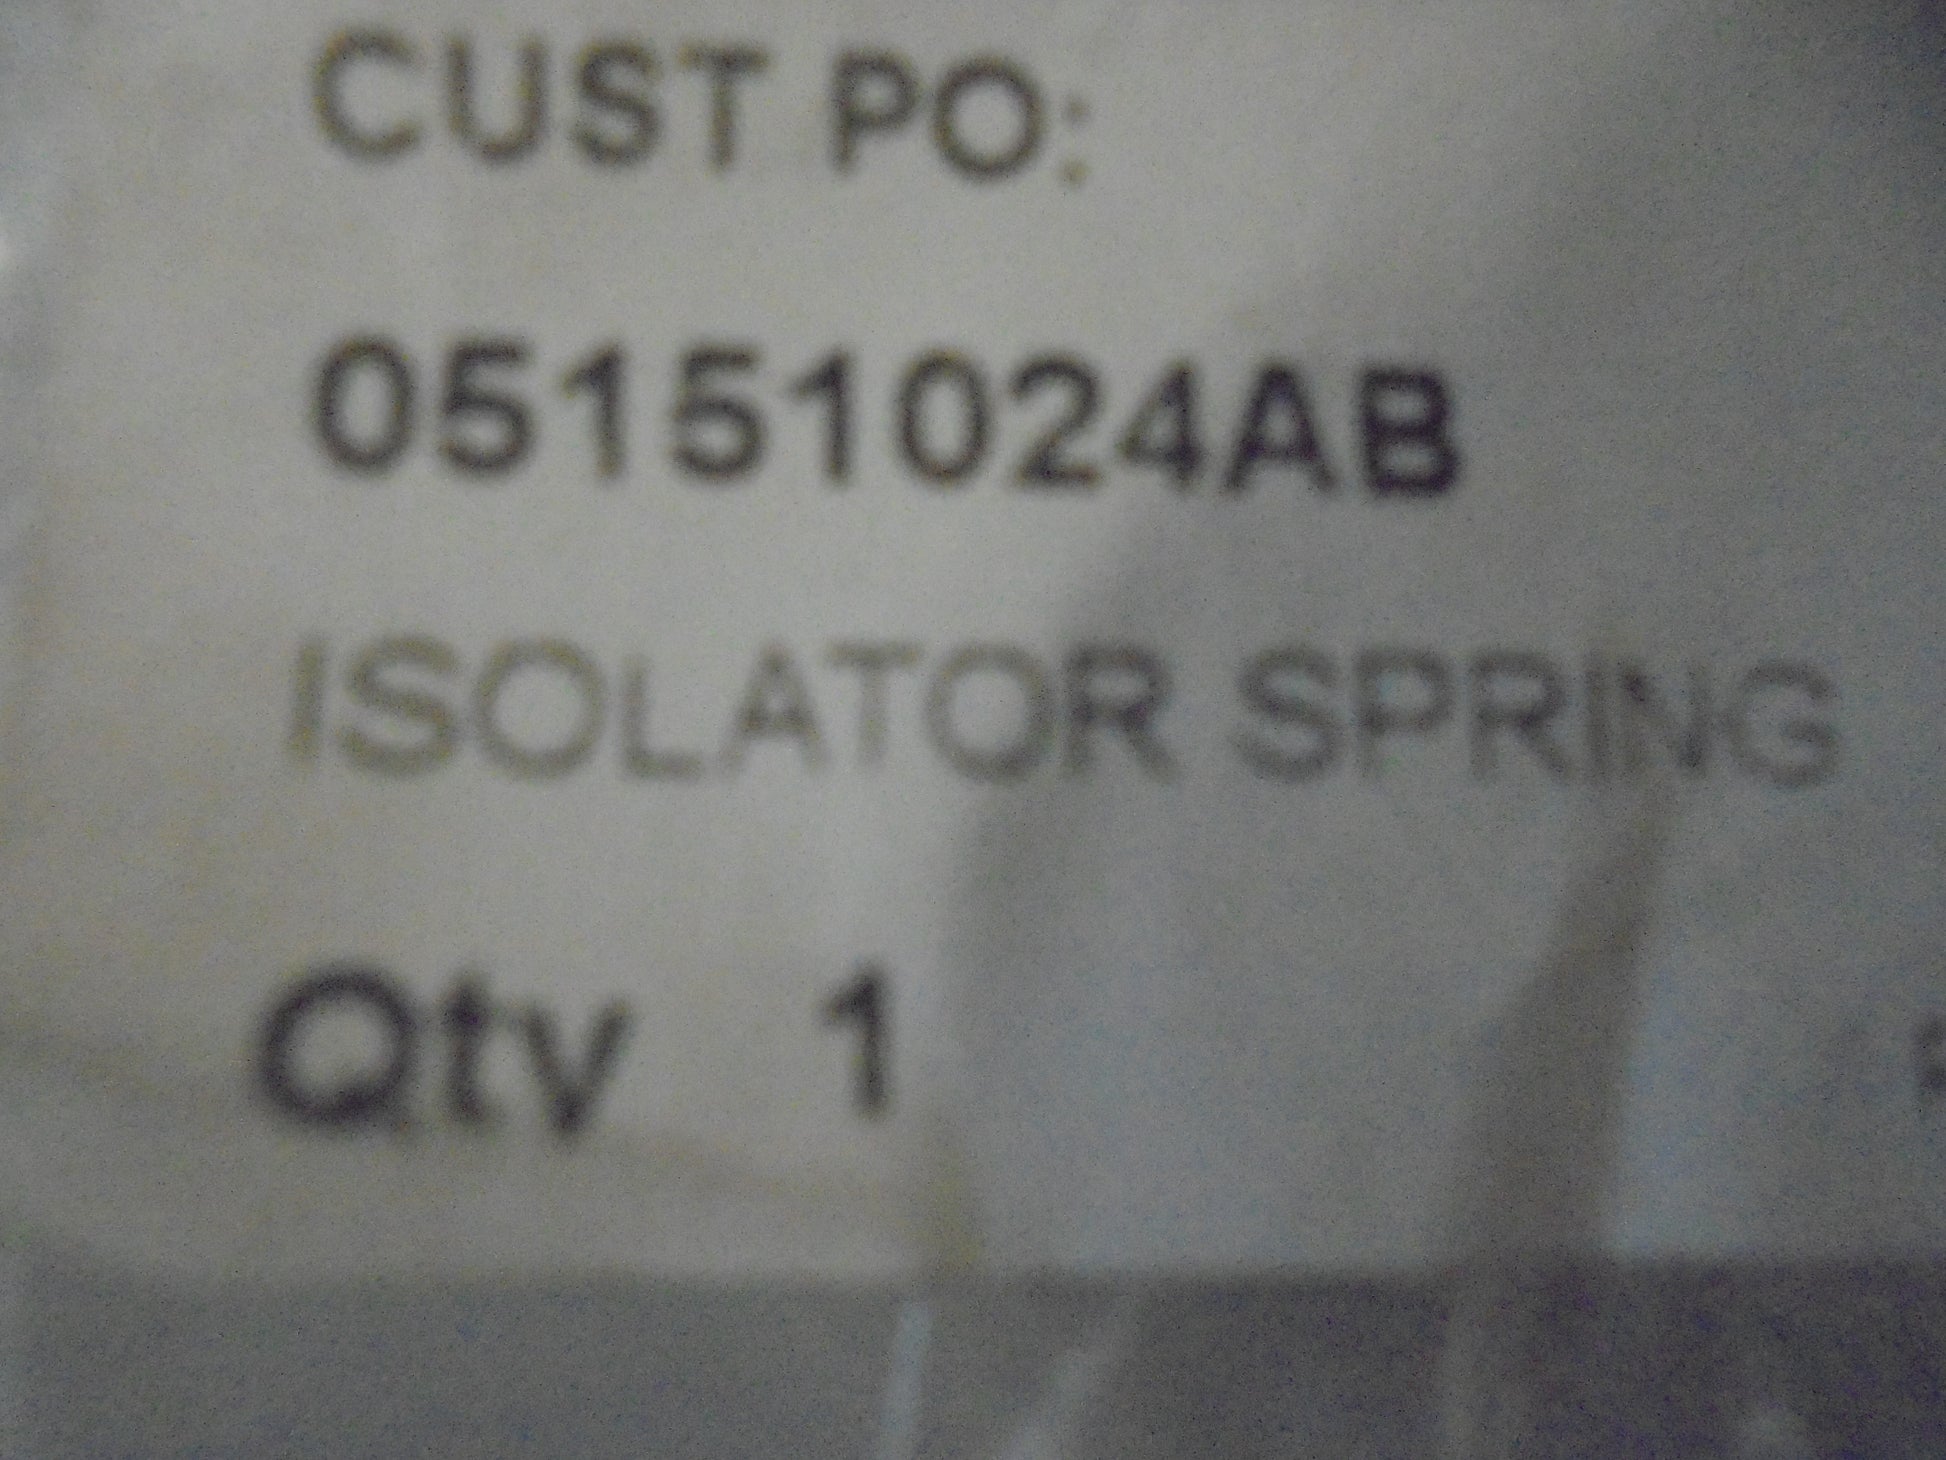 CUST PO:
05151024AB
ISOLATOR SPRING
Qty 1